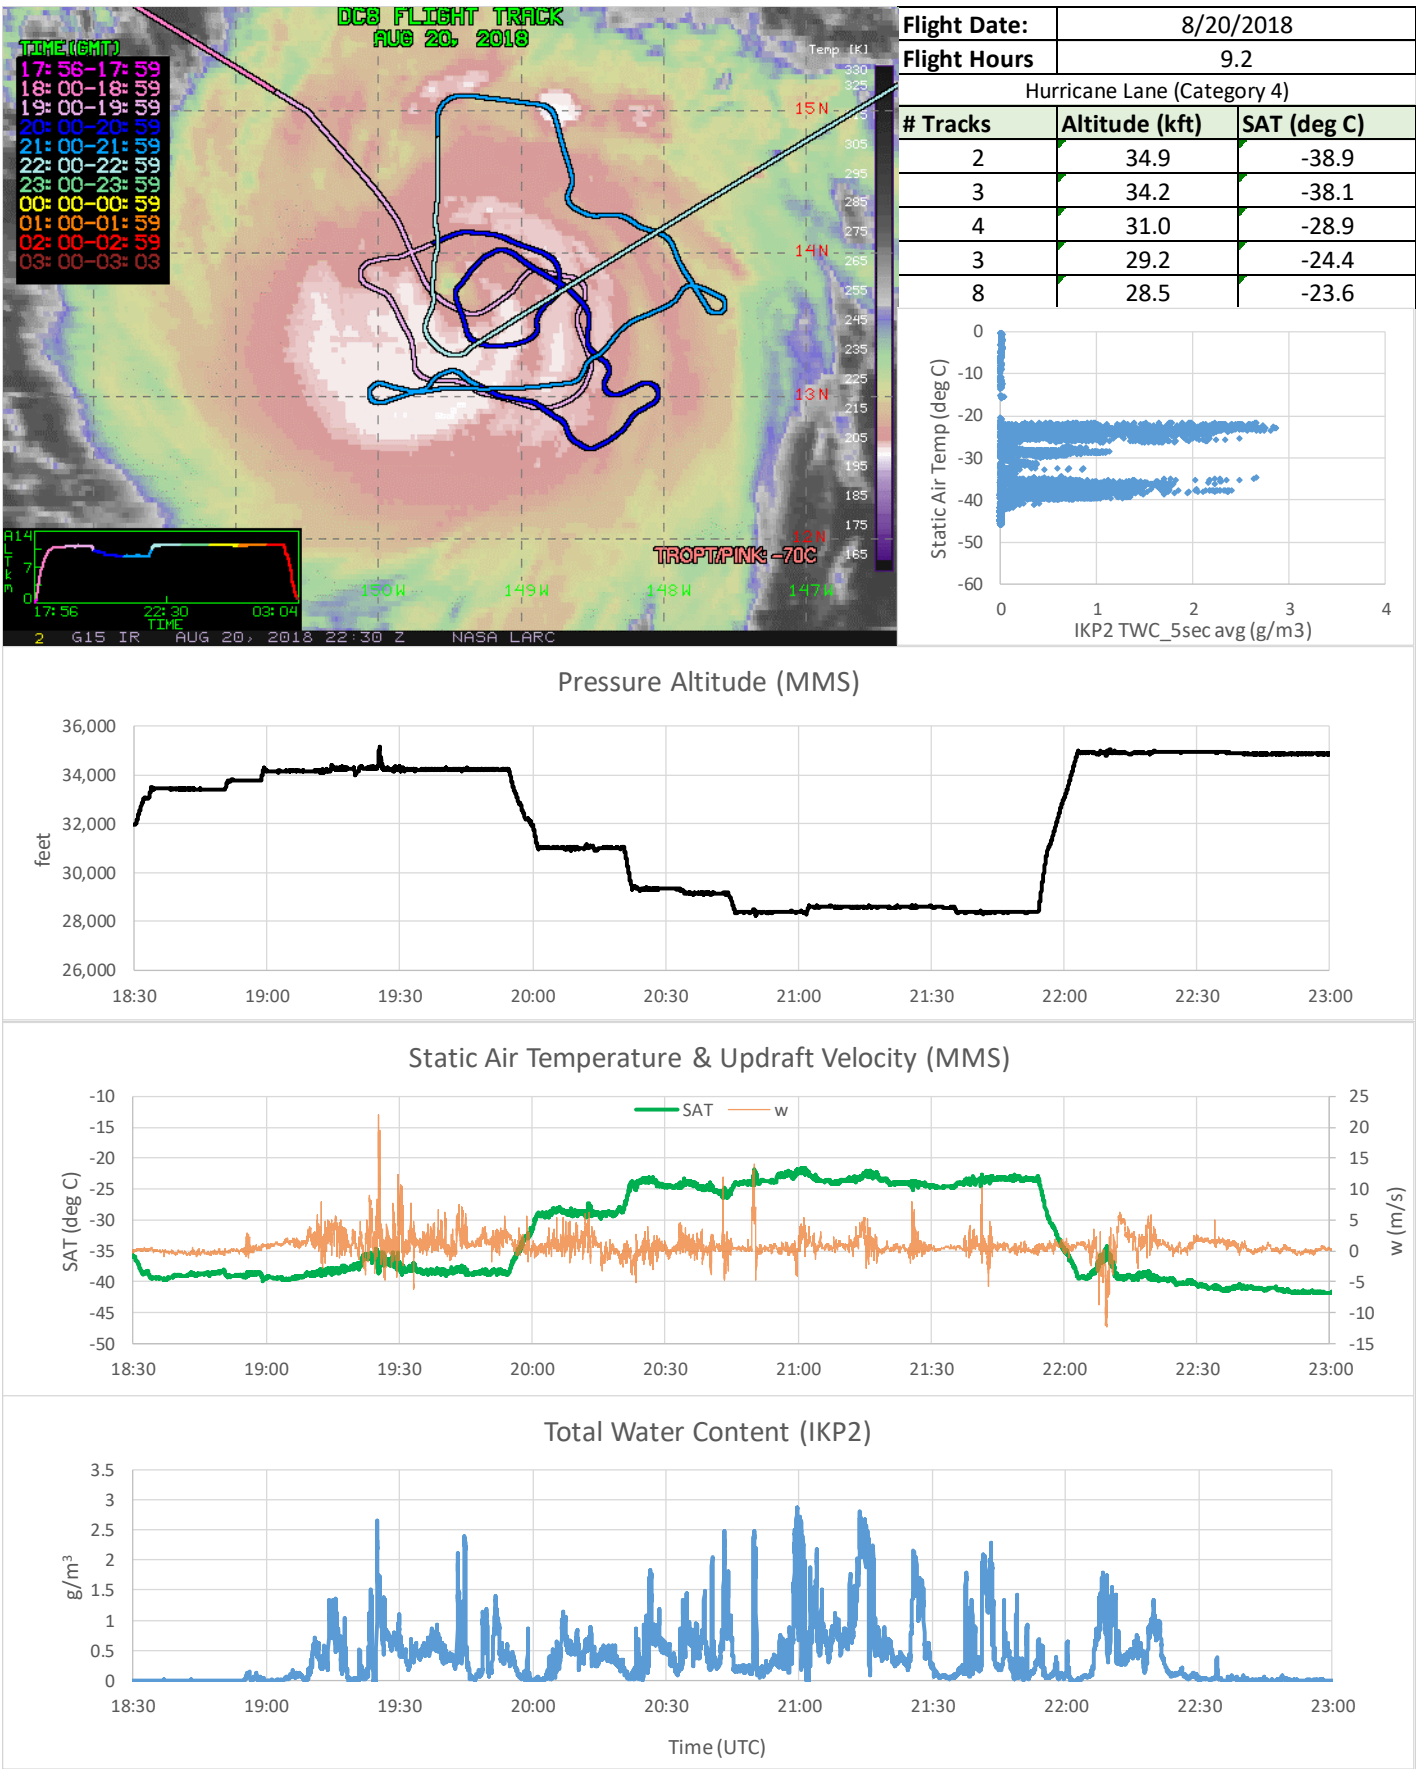 DC8 FLIGHT TRACK
AUG 20, 2018
TIME(GMT)
17:56-17:59
18:00-18:59
19:00-19:59
20:00-20:59
21:00-21:59
22:00-22:59
23:00-23:59
00:00-00:59
01:00-01:59
02:00-02:59
03:00-03:03
Temp [K]
330
325
305
295
285
275
265
255
245
235
225
215
205
195
185
175
165
15N
14N
13N
12N
150W
149W
148W
147W
TROPT/PINK: -70C
ALT km
14
7
0
17:56
22:30
03:04
TIME
2 G15 IR AUG 20, 2018 22:30 Z NASA LARC
Flight Date: 8/20/2018
Flight Hours 9.2
Hurricane Lane (Category 4)
# Tracks Altitude (kft) SAT (deg C)
2 34.9 -38.9
3 34.2 -38.1
4 31.0 -28.9
3 29.2 -24.4
8 28.5 -23.6
Static Air Temp (deg C)
0
-10
-20
-30
-40
-50
-60
0 1 2 3 4
IKP2 TWC_5sec avg (g/m3)
Pressure Altitude (MMS)
feet
36,000
34,000
32,000
30,000
28,000
26,000
18:30 19:00 19:30 20:00 20:30 21:00 21:30 22:00 22:30 23:00
Static Air Temperature & Updraft Velocity (MMS)
SAT w
SAT (deg C)
-10
-15
-20
-25
-30
-35
-40
-45
-50
25
20
15
10
5
0
-5
-10
-15
w (m/s)
18:30 19:00 19:30 20:00 20:30 21:00 21:30 22:00 22:30 23:00
Total Water Content (IKP2)
g/m³
3.5
3
2.5
2
1.5
1
0.5
0
18:30 19:00 19:30 20:00 20:30 21:00 21:30 22:00 22:30 23:00
Time (UTC)